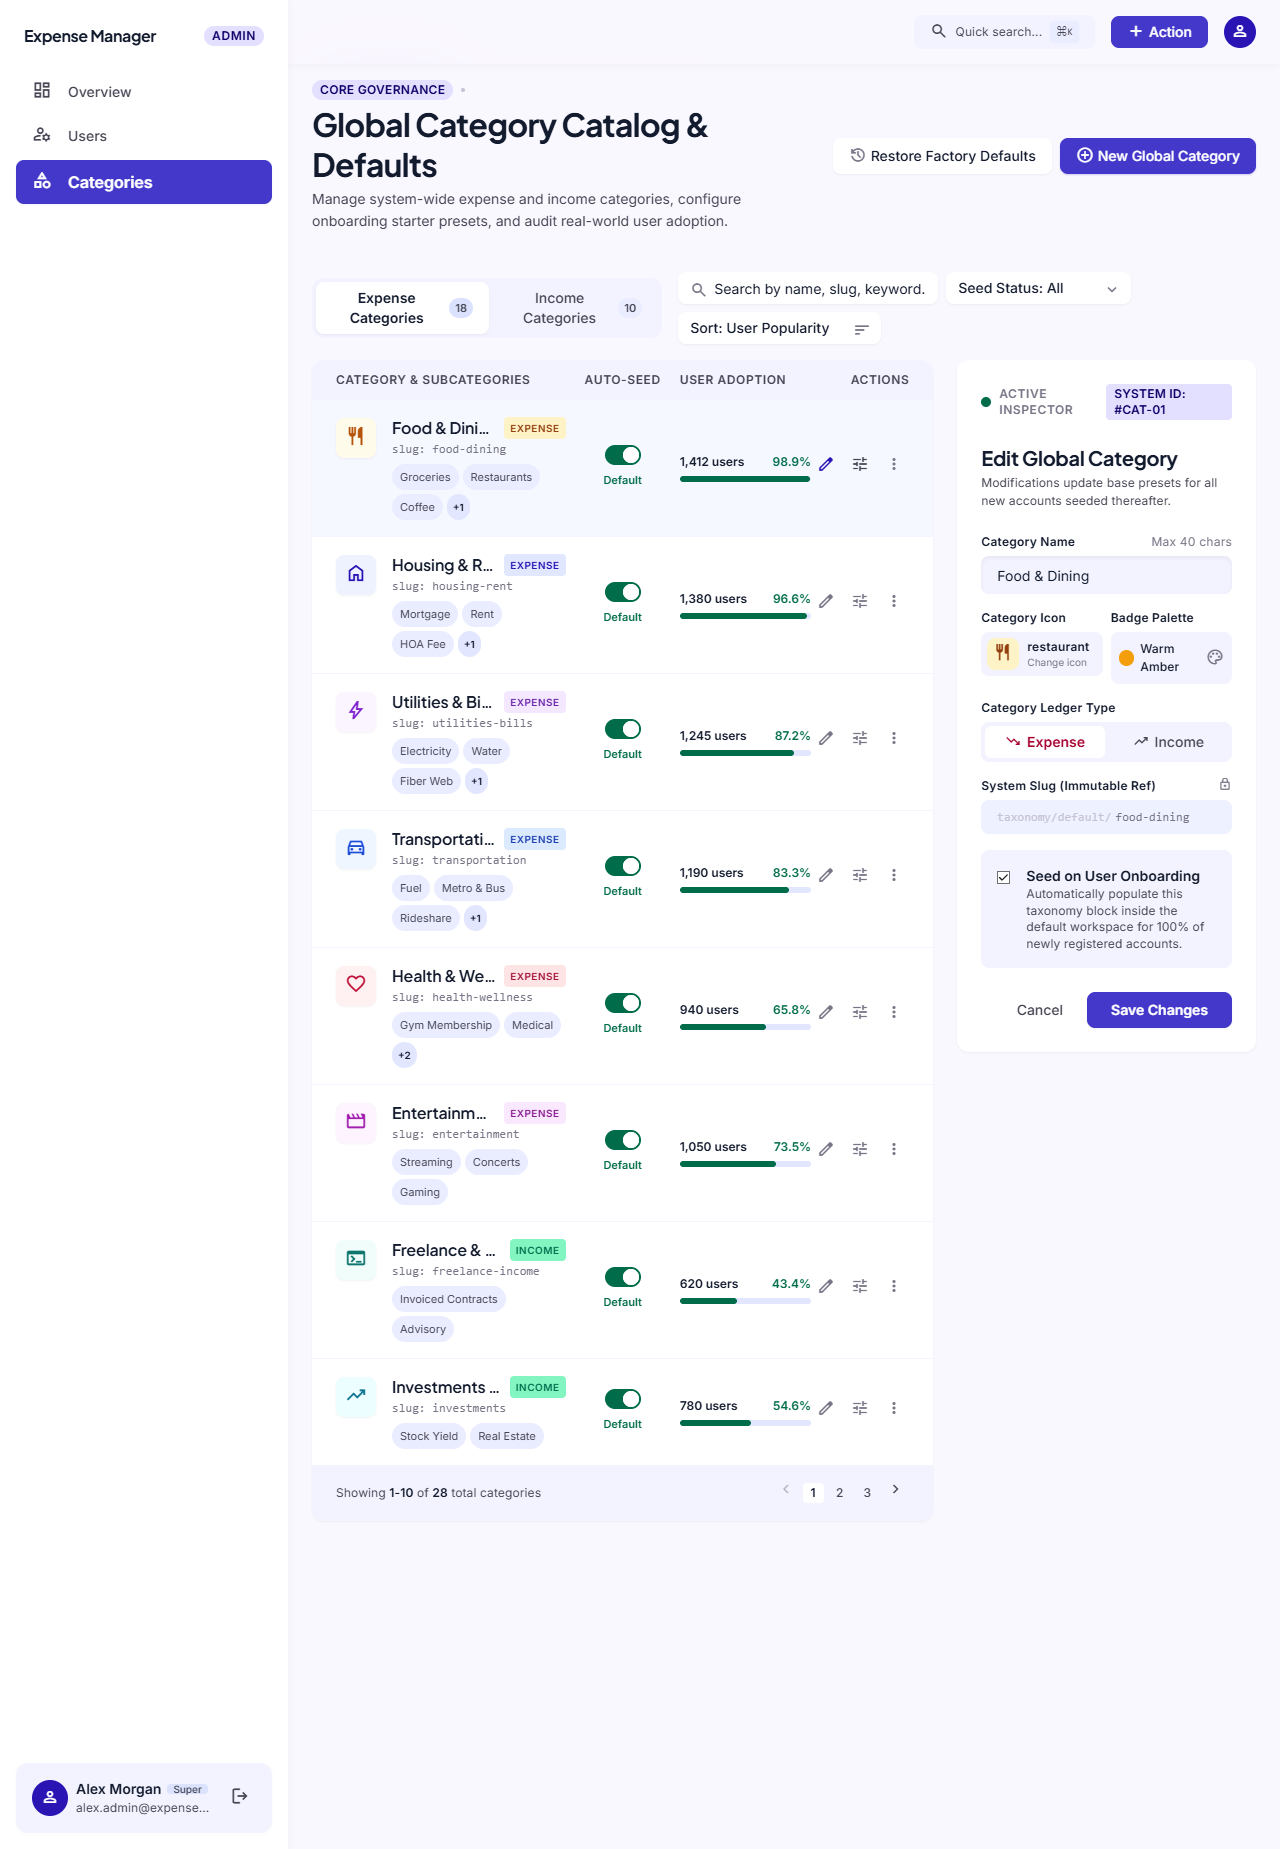 Expense Manager
ADMIN
Overview
Users
Categories
Quick search...
⌘K
Action
CORE GOVERNANCE
Global Category Catalog &
Defaults
Manage system-wide expense and income categories, configure
onboarding starter presets, and audit real-world user adoption.
Restore Factory Defaults
New Global Category
Expense
Categories
18
Income
Categories
10
Search by name, slug, keyword.
Seed Status: All
Sort: User Popularity
CATEGORY & SUBCATEGORIES
AUTO-SEED
USER ADOPTION
ACTIONS
Food & Dini...
EXPENSE
slug: food-dining
Groceries
Restaurants
Coffee
+1
Default
1,412 users
98.9%
Housing & R...
EXPENSE
slug: housing-rent
Mortgage
Rent
HOA Fee
+1
Default
1,380 users
96.6%
Utilities & Bi...
EXPENSE
slug: utilities-bills
Electricity
Water
Fiber Web
+1
Default
1,245 users
87.2%
Transportati...
EXPENSE
slug: transportation
Fuel
Metro & Bus
Rideshare
+1
Default
1,190 users
83.3%
Health & We...
EXPENSE
slug: health-wellness
Gym Membership
Medical
+2
Default
940 users
65.8%
Entertainm...
EXPENSE
slug: entertainment
Streaming
Concerts
Gaming
Default
1,050 users
73.5%
Freelance & ...
INCOME
slug: freelance-income
Invoiced Contracts
Advisory
Default
620 users
43.4%
Investments ...
INCOME
slug: investments
Stock Yield
Real Estate
Default
780 users
54.6%
Showing 1-10 of 28 total categories
1
2
3
ACTIVE
INSPECTOR
SYSTEM ID:
#CAT-01
Edit Global Category
Modifications update base presets for all
new accounts seeded thereafter.
Category Name
Max 40 chars
Food & Dining
Category Icon
restaurant
Change icon
Badge Palette
Warm
Amber
Category Ledger Type
Expense
Income
System Slug (Immutable Ref)
taxonomy/default/ food-dining
Seed on User Onboarding
Automatically populate this
taxonomy block inside the
default workspace for 100% of
newly registered accounts.
Cancel
Save Changes
Alex Morgan
Super
alex.admin@expense...